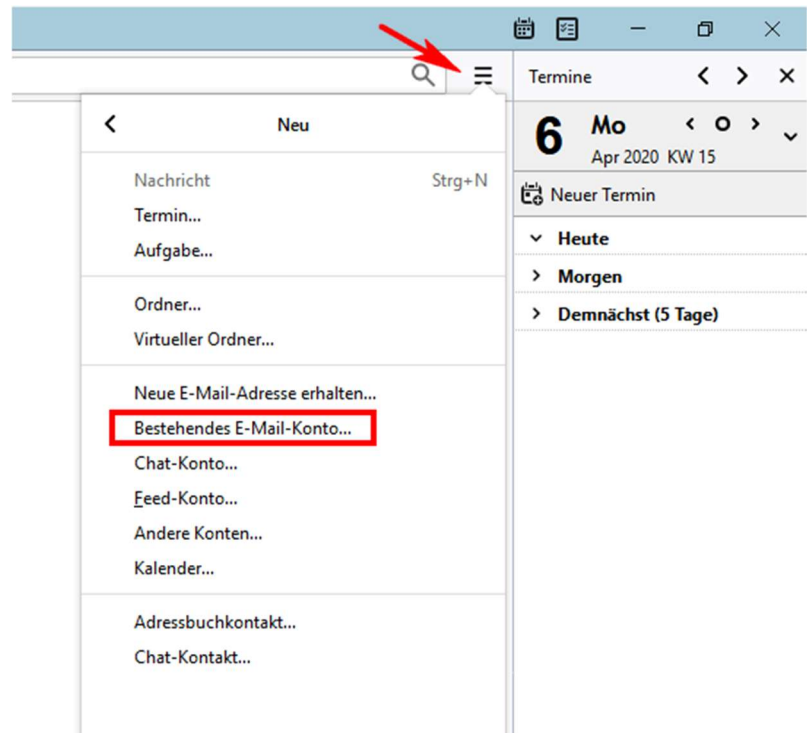 Termine
Neu
6
Mo
Apr 2020 KW 15
Nachricht Strg+N
Termin...
Aufgabe...
Ordner...
Virtueller Ordner...
Neue E-Mail-Adresse erhalten...
Bestehendes E-Mail-Konto...
Chat-Konto...
Feed-Konto...
Andere Konten...
Kalender...
Adressbuchkontakt...
Chat-Kontakt...
Neuer Termin
Heute
Morgen
Demnächst (5 Tage)